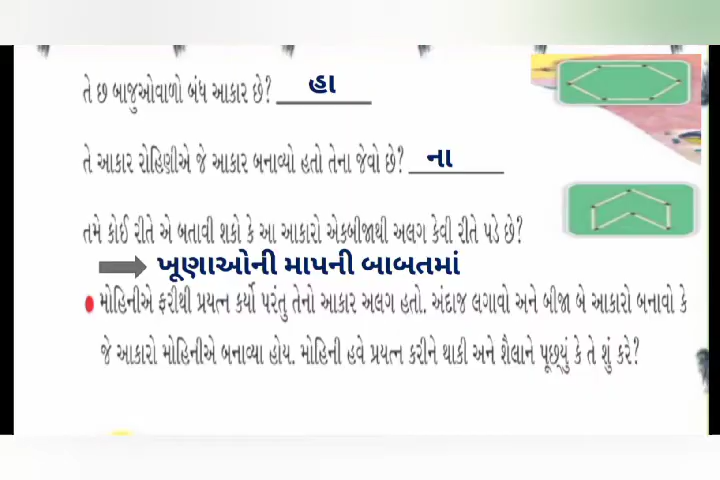 તે છ બાજુઓવાળો બંધ આકાર છે? હા
તે આકાર રોહિણીએ જે આકાર બનાવ્યો હતો તેના જેવો છે? ના
તમે કોઈ રીતે એ બતાવી શકો કે આ આકારો એકબીજાથી અલગ કેવી રીતે પડે છે?
ખૂણાઓની માપની બાબતમાં
મોહિનીએ ફરીથી પ્રયત્ન કર્યો પરંતુ તેનો આકાર અલગ હતો. અંદાજ લગાવો અને બીજા બે આકારો બનાવો કે
જે આકારો મોહિનીએ બનાવ્યા હોય. મોહિની હવે પ્રયત્ન કરીને થાકી અને શૈલાને પૂછ્યું કે તે શું કરે?